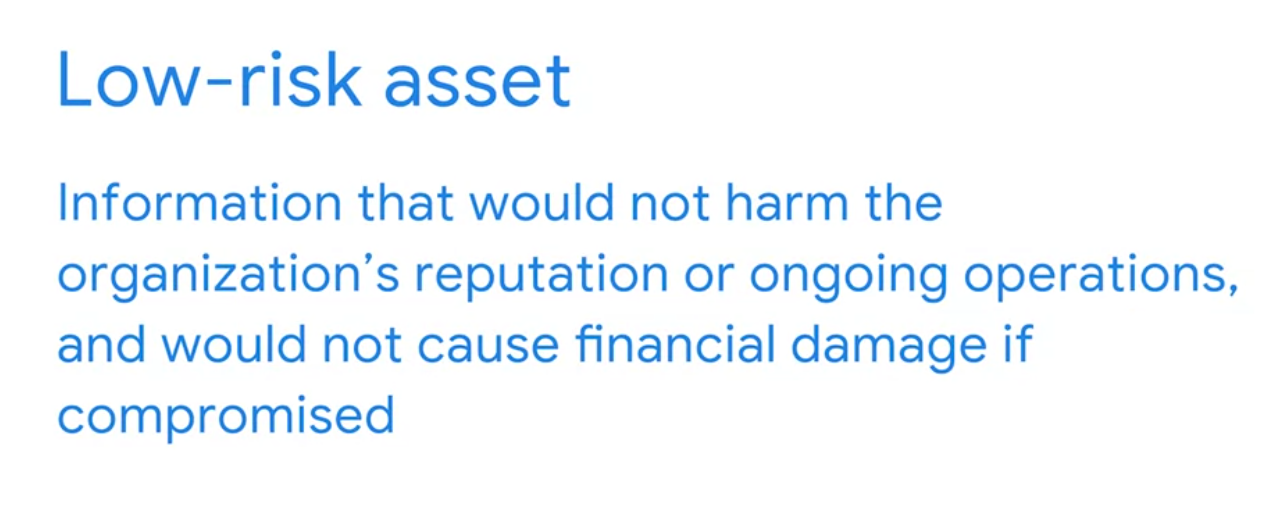 Low-risk asset
Information that would not harm the
organization’s reputation or ongoing operations,
and would not cause financial damage if
compromised